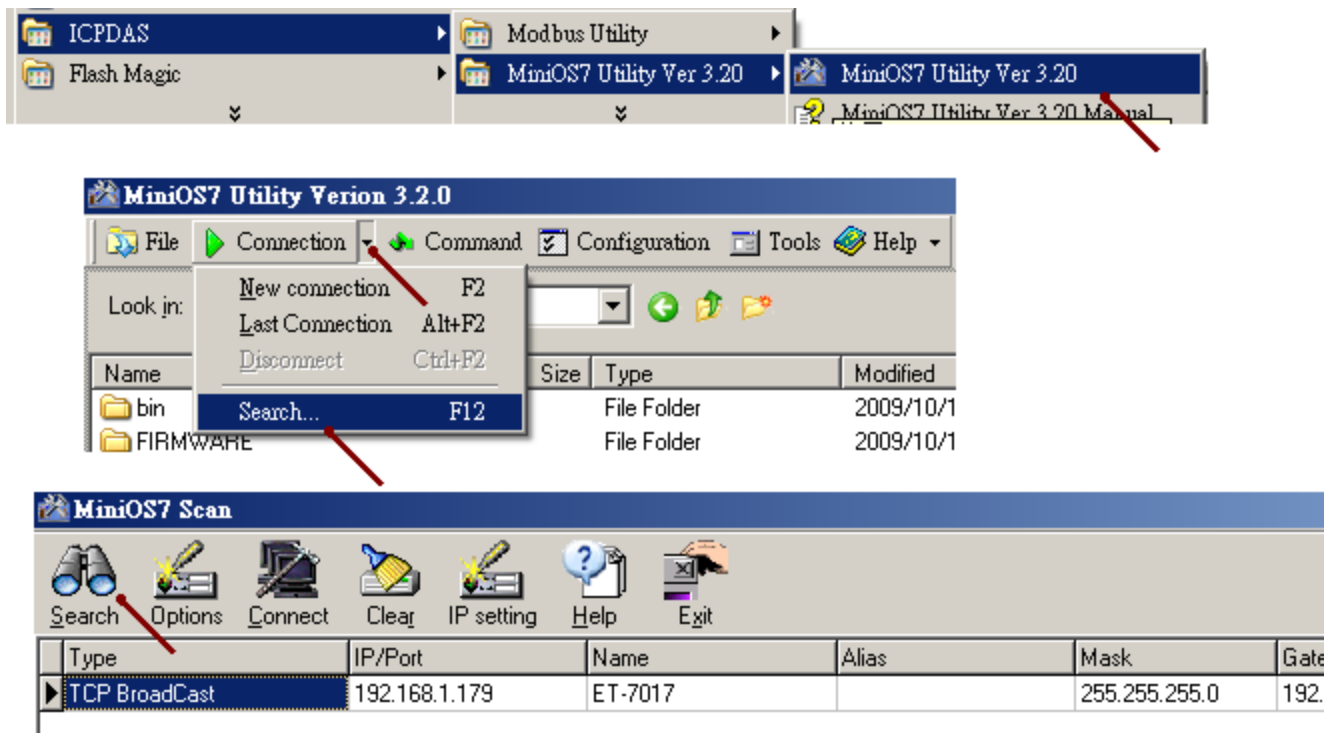 ICPDAS Modbus Utility
Flash Magic MiniOS7 Utility Ver 3.20 MiniOS7 Utility Ver 3.20
MiniOS7 Utility Ver 3.20 Manual
MiniOS7 Utility Verion 3.2.0
File Connection Command Configuration Tools Help
Look in:
New connection F2
Last Connection Alt+F2
Disconnect Ctrl+F2
Search... F12
Name Size Type Modified
bin File Folder 2009/10/1
FIRMWARE File Folder 2009/10/1
MiniOS7 Scan
Search Options Connect Clear IP setting Help Exit
Type IP/Port Name Alias Mask Gate
TCP BroadCast 192.168.1.179 ET-7017 255.255.255.0 192.